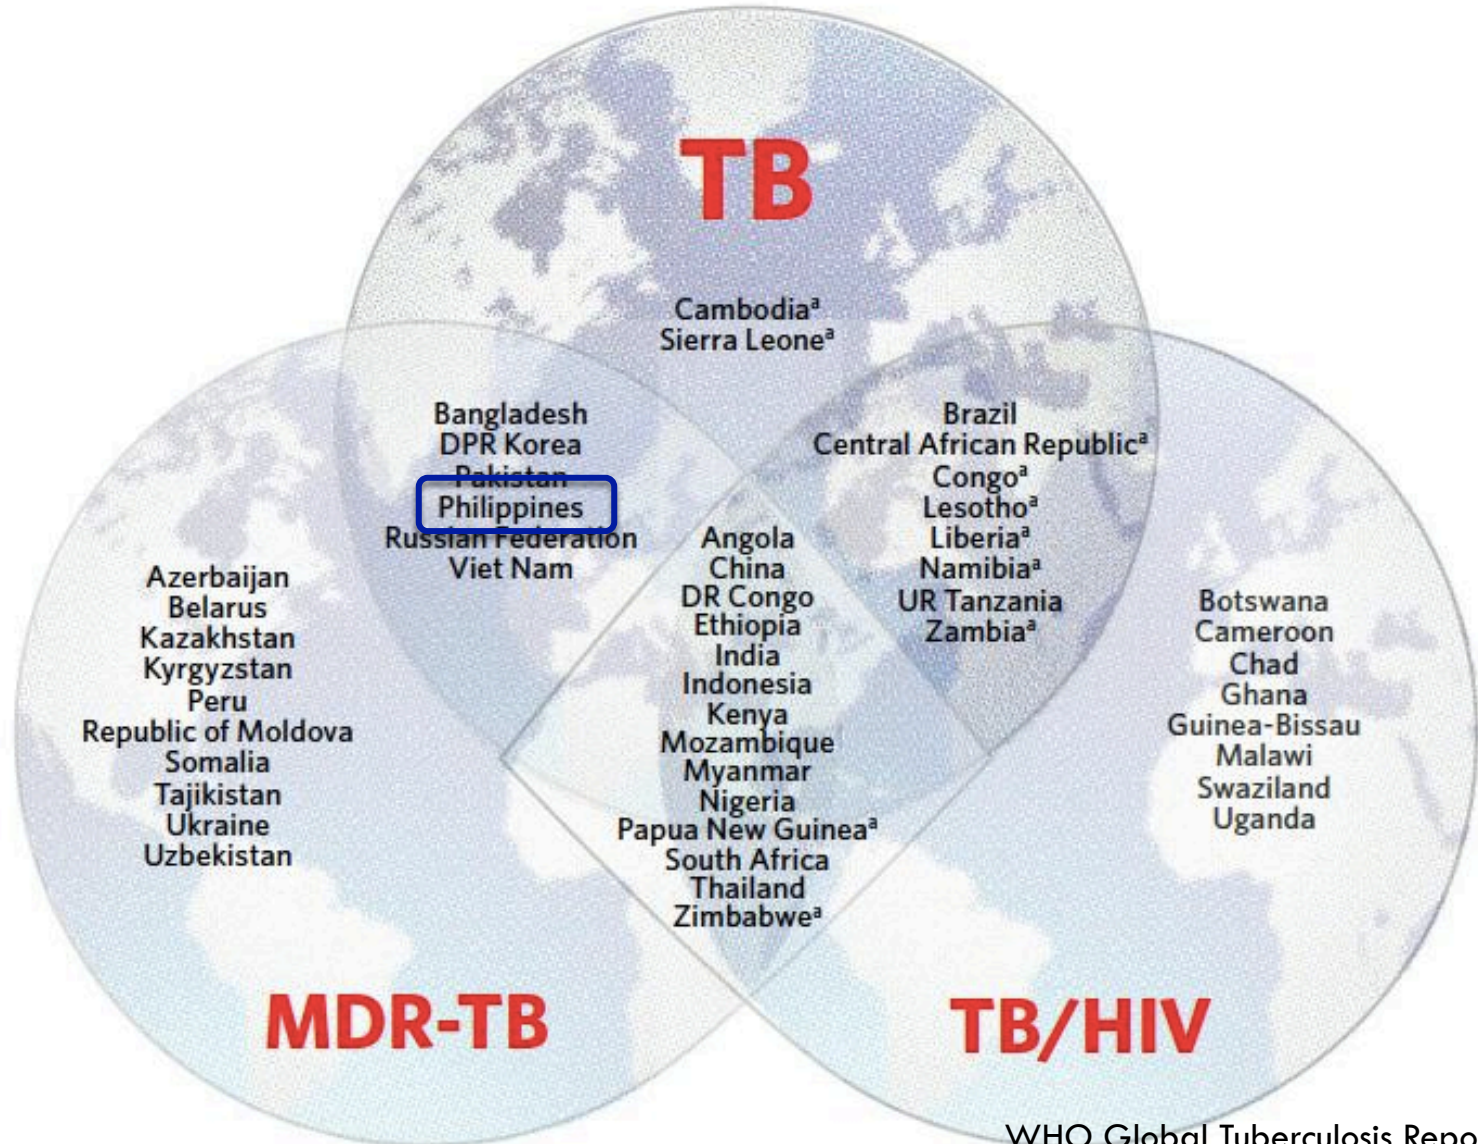 TB
Cambodiaª
Sierra Leoneª
Bangladesh
DPR Korea
Pakistan
Philippines
Russian Federation
Viet Nam
Brazil
Central African Republicª
Congoª
Lesothoª
Liberiaª
Namibiaª
UR Tanzania
Zambiaª
Angola
China
DR Congo
Ethiopia
India
Indonesia
Kenya
Mozambique
Myanmar
Nigeria
Papua New Guineaª
South Africa
Thailand
Zimbabweª
Azerbaijan
Belarus
Kazakhstan
Kyrgyzstan
Peru
Republic of Moldova
Somalia
Tajikistan
Ukraine
Uzbekistan
Botswana
Cameroon
Chad
Ghana
Guinea-Bissau
Malawi
Swaziland
Uganda
MDR-TB
TB/HIV
WHO Global Tuberculosis Repo